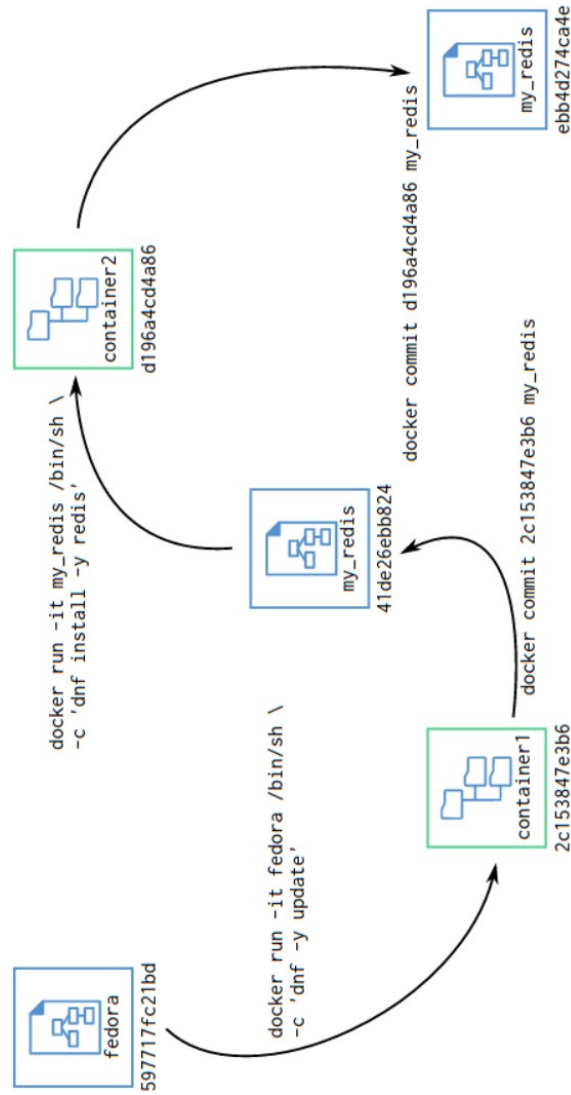 fedora
597717fc21bd
docker run -it fedora /bin/sh \
-c 'dnf -y update'
container1
2c153847e3b6
docker commit 2c153847e3b6 my_redis
my_redis
41de26ebb824
docker run -it my_redis /bin/sh \
-c 'dnf install -y redis'
container2
d196a4cd4a86
docker commit d196a4cd4a86 my_redis
my_redis
ebb4d274ca4e